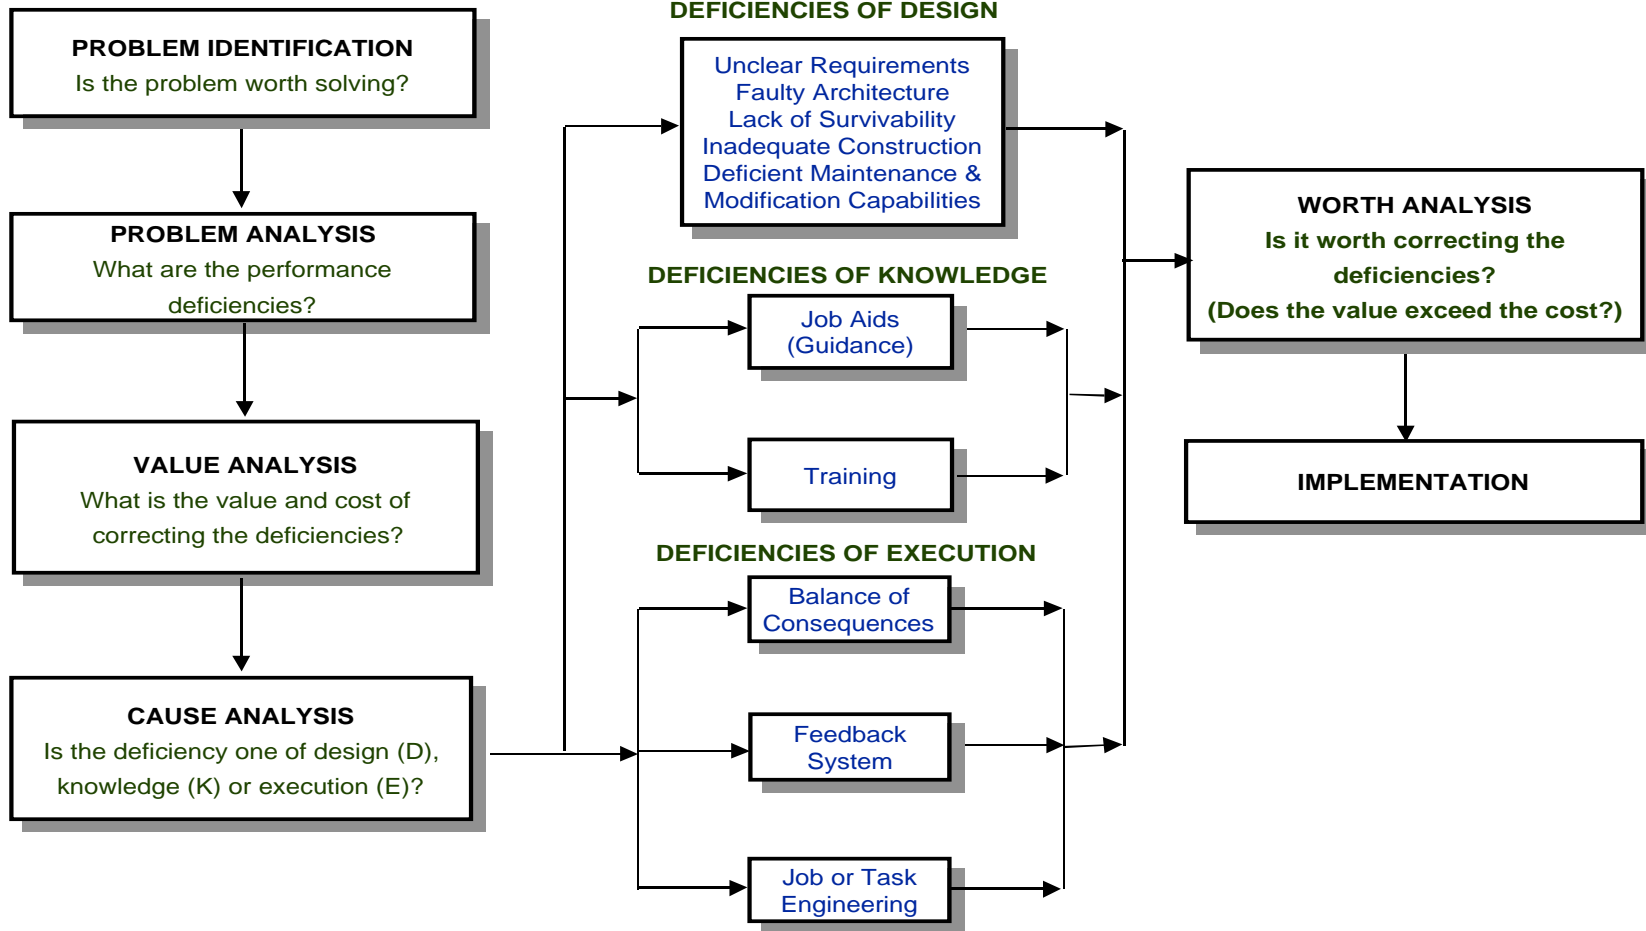 PROBLEM IDENTIFICATION
Is the problem worth solving?
PROBLEM ANALYSIS
What are the performance
deficiencies?
VALUE ANALYSIS
What is the value and cost of
correcting the deficiencies?
CAUSE ANALYSIS
Is the deficiency one of design (D),
knowledge (K) or execution (E)?
DEFICIENCIES OF DESIGN
Unclear Requirements
Faulty Architecture
Lack of Survivability
Inadequate Construction
Deficient Maintenance &
Modification Capabilities
DEFICIENCIES OF KNOWLEDGE
Job Aids
(Guidance)
Training
DEFICIENCIES OF EXECUTION
Balance of
Consequences
Feedback
System
Job or Task
Engineering
WORTH ANALYSIS
Is it worth correcting the
deficiencies?
(Does the value exceed the cost?)
IMPLEMENTATION